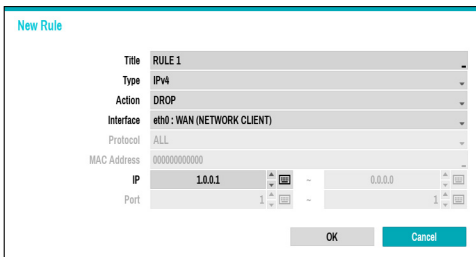 New Rule
Title RULE 1
Type IPv4
Action DROP
Interface eth0 : WAN (NETWORK CLIENT)
Protocol ALL
MAC Address 000000000000
IP 1.0.0.1 ~ 0.0.0.0
Port 1 ~ 1
OK Cancel